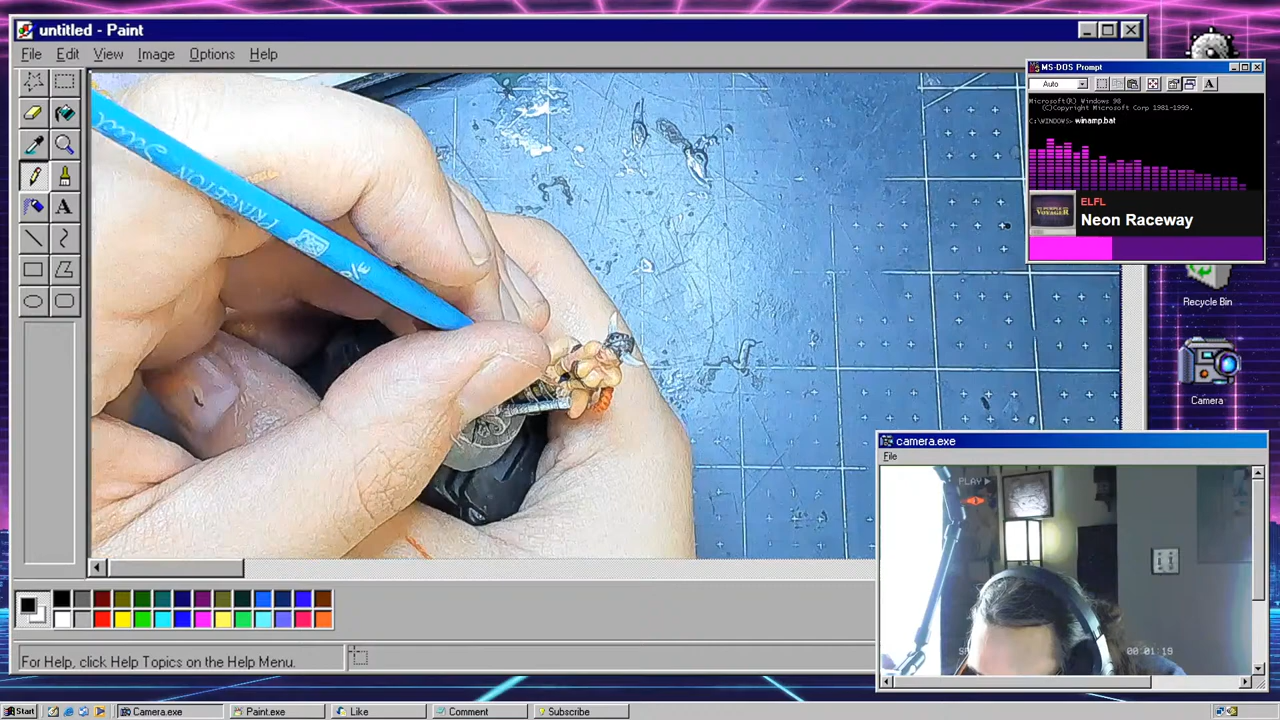 untitled - Paint
File Edit View Image Options Help
MS-DOS Prompt
Auto
A
Microsoft(R) Windows 98
(C)Copyright Microsoft Corp 1981-1999.
C:\WINDOWS> winamp.bat
VOYAGER
ELFL
Neon Raceway
A
Recycle Bin
Camera
camera.exe
File
PLAY
00:01:19
For Help, click Help Topics on the Help Menu.
Start Camera.exe Paint.exe Like Comment Subscribe